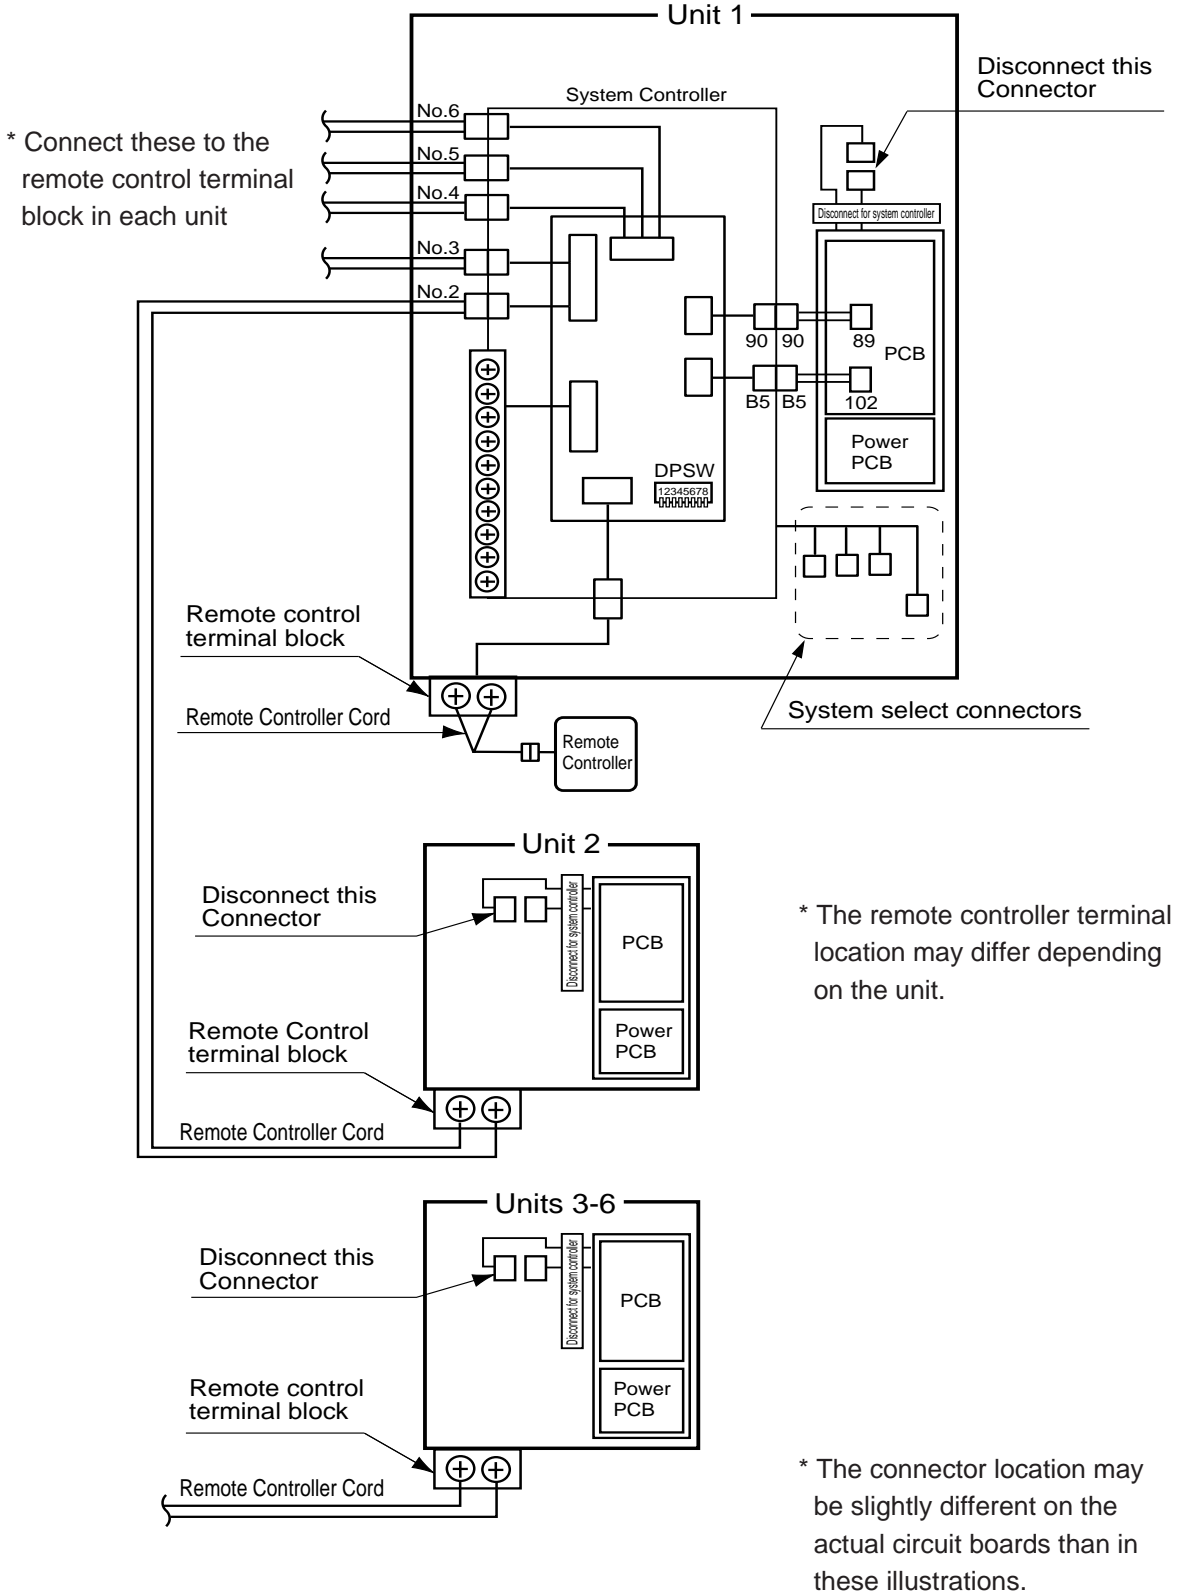 Unit 1
Disconnect this
Connector
System Controller
No.6
* Connect these to the
remote control terminal
block in each unit
No.5
No.4
Disconnect for system controller
No.3
No.2
90 90
89
PCB
B5 B5
102
Power
PCB
DPSW
12345678
Remote control
terminal block
Remote Controller Cord
System select connectors
Remote
Controller
Unit 2
Disconnect this
Connector
Disconnect for system controller
PCB
* The remote controller terminal
location may differ depending
on the unit.
Remote Control
terminal block
Power
PCB
Remote Controller Cord
Units 3-6
Disconnect this
Connector
Disconnect for system controller
PCB
Remote control
terminal block
Power
PCB
Remote Controller Cord
* The connector location may
be slightly different on the
actual circuit boards than in
these illustrations.